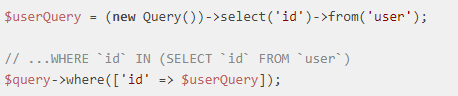 $userQuery = (new Query())->select('id')->from('user');
// ...WHERE `id` IN (SELECT `id` FROM `user`)
$query->where(['id' => $userQuery]);